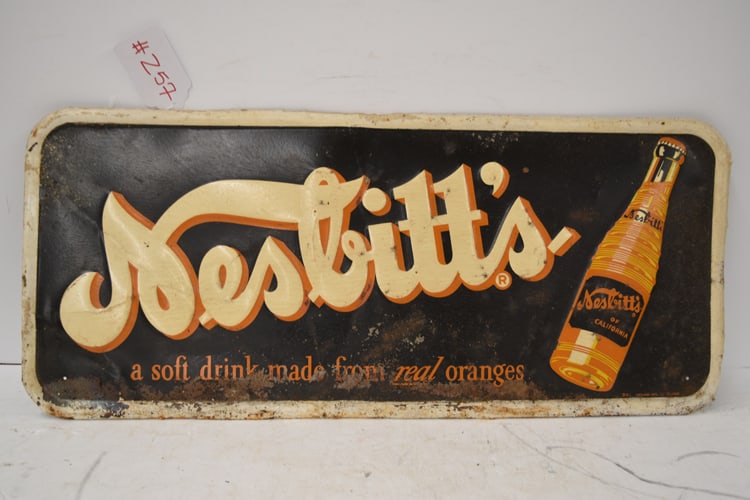 #257
Nesbitt's®
a soft drink made from real oranges
Nesbitt's
Nesbitt's
OF
CALIFORNIA